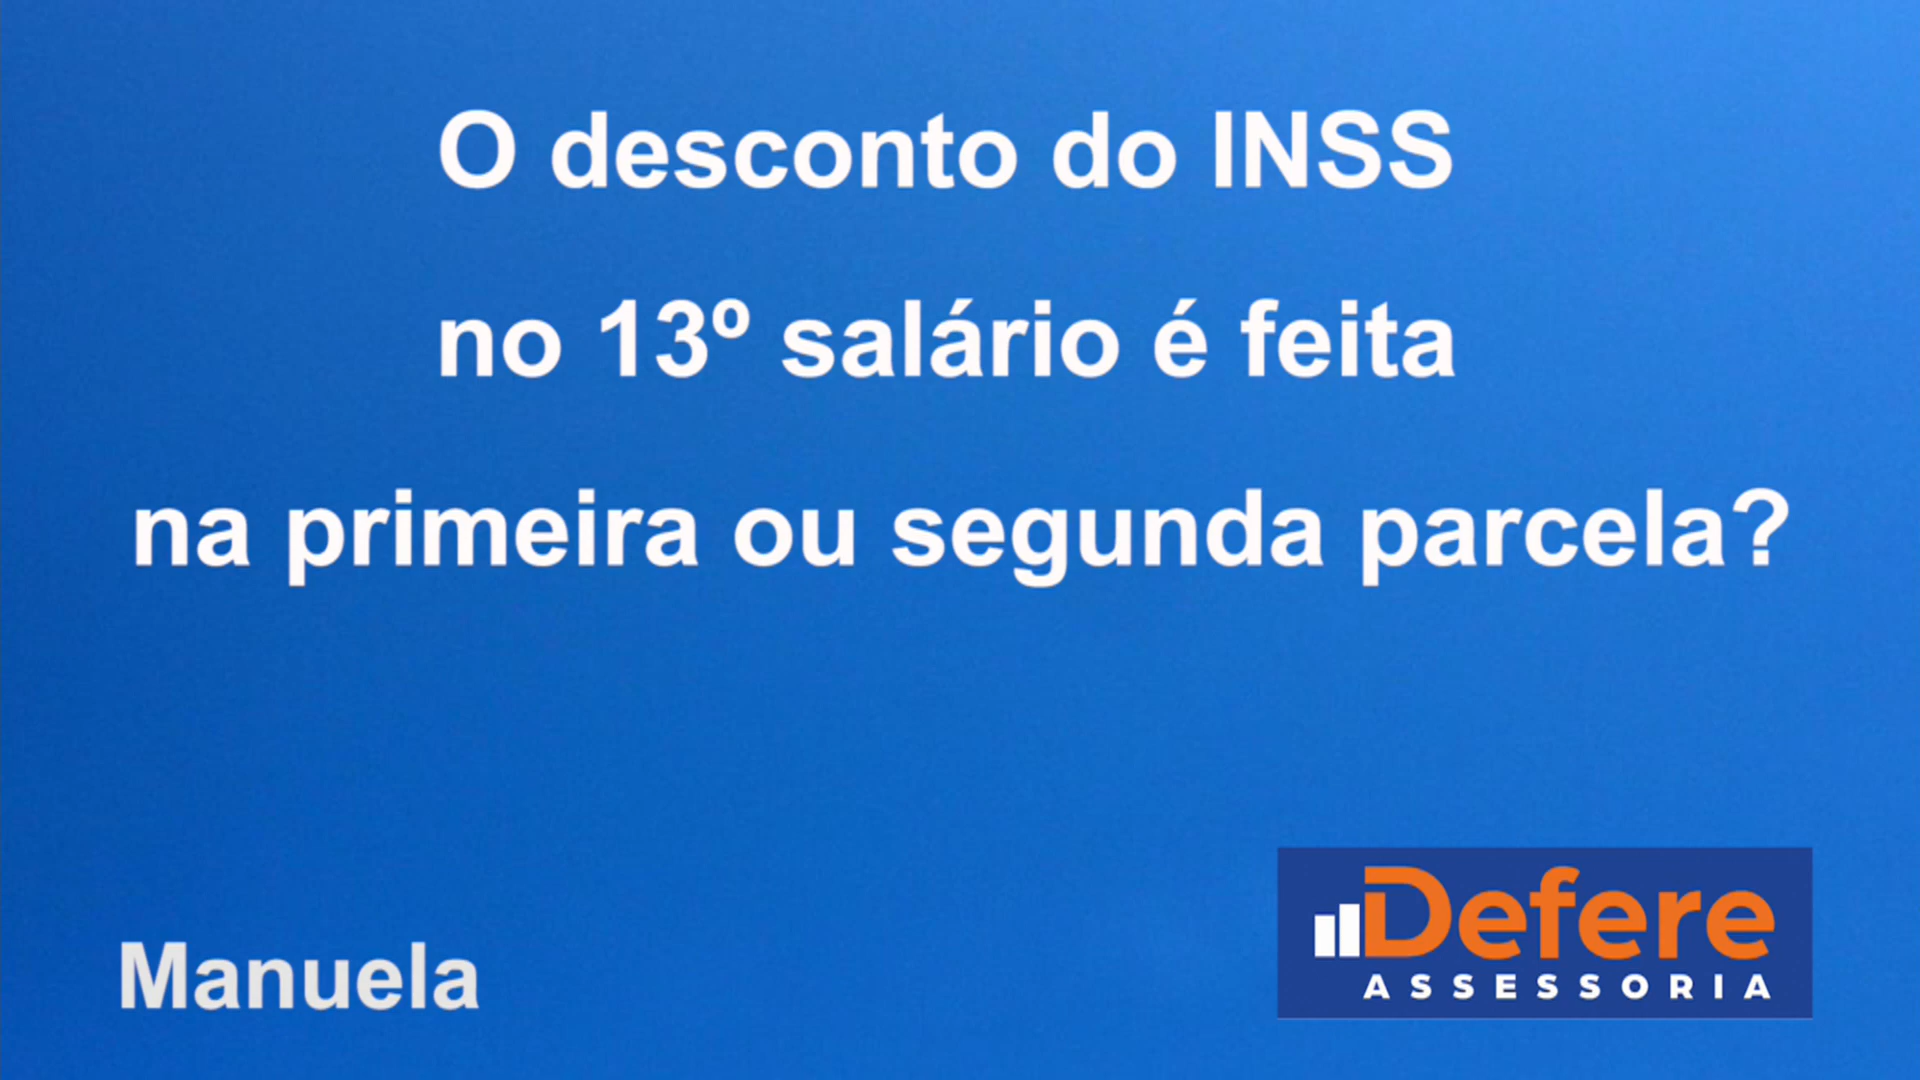 O desconto do INSS
no 13º salário é feita
na primeira ou segunda parcela?
Manuela
Defere
ASSESSORIA